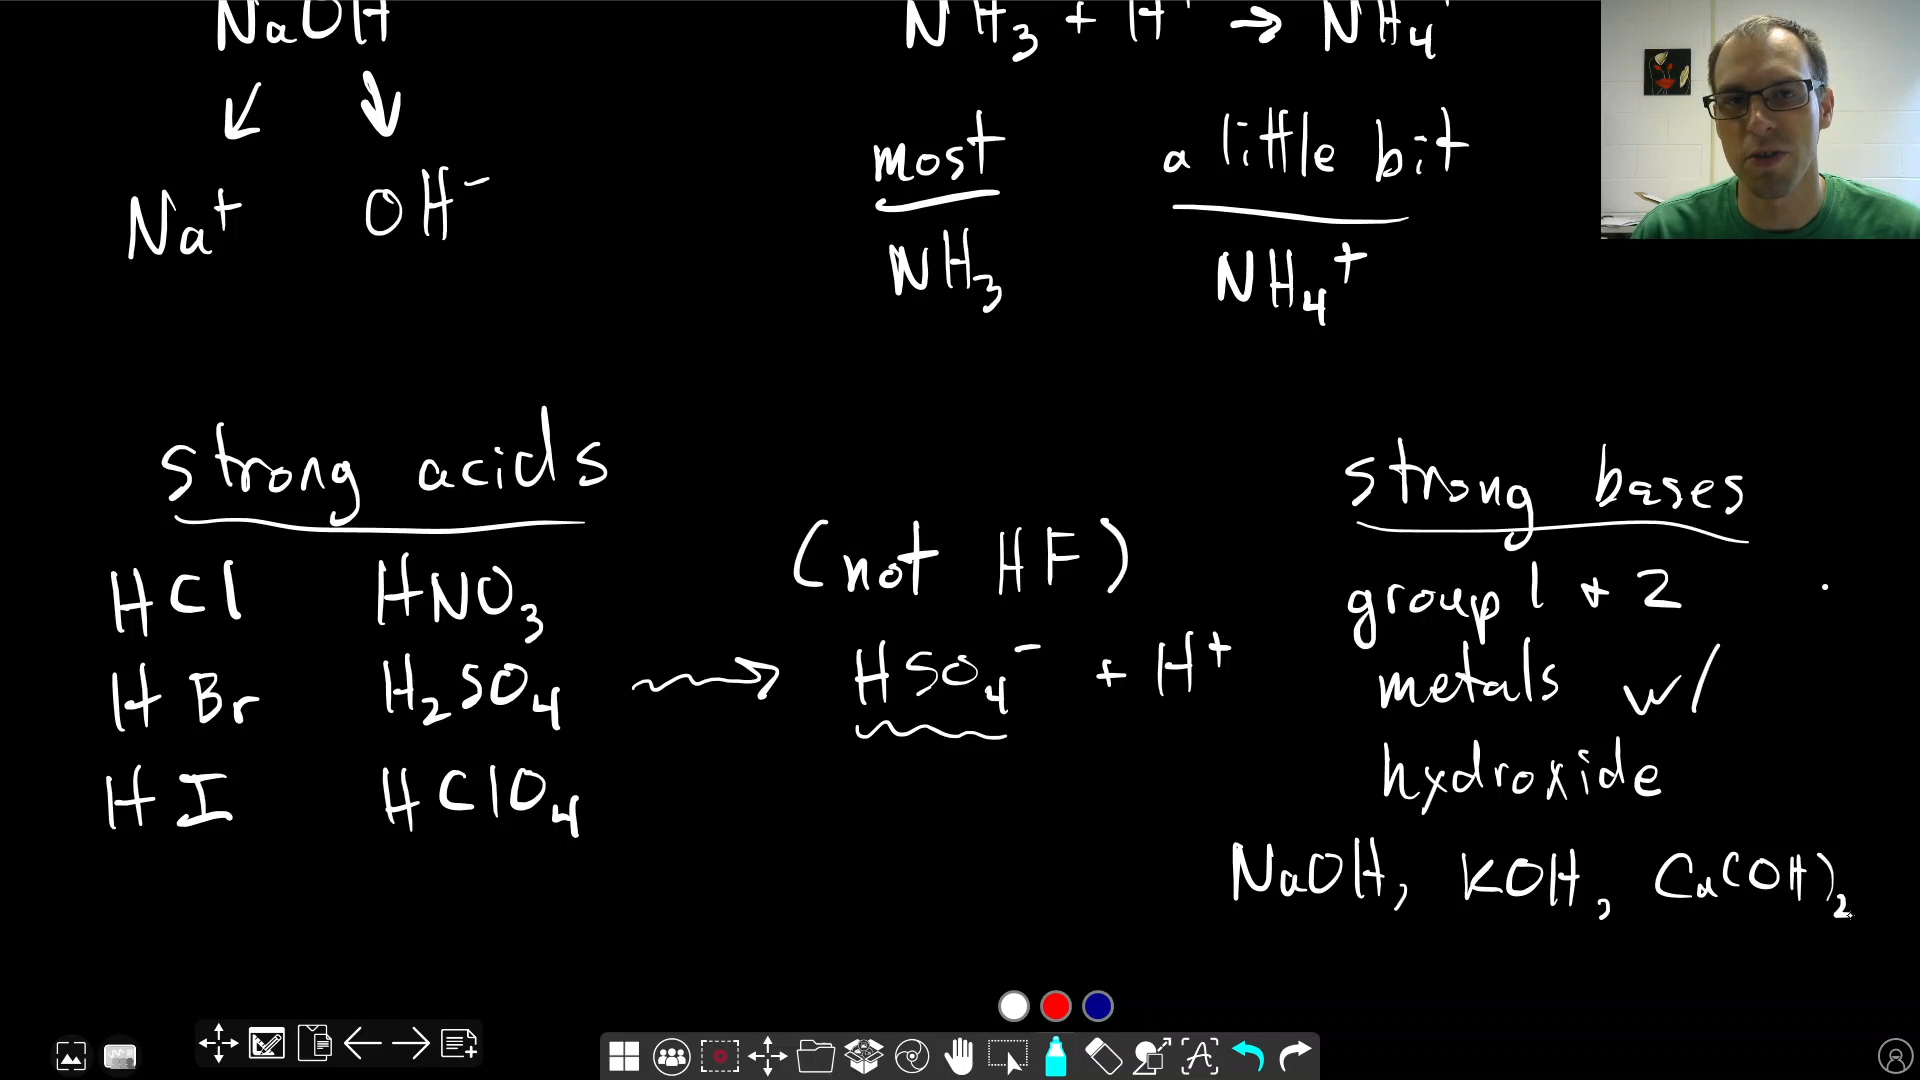 NaOH
NH₃ + H⁺ → NH₄⁺
↙ ↘
Na⁺ OH⁻
most a little bit
NH₃ NH₄⁺
strong acids
HCl HNO₃
HBr H₂SO₄
HI HClO₄
(not HF)
HSO₄⁻ + H⁺
strong bases
group 1 & 2
metals w/
hydroxide
NaOH, KOH, Ca(OH)₂